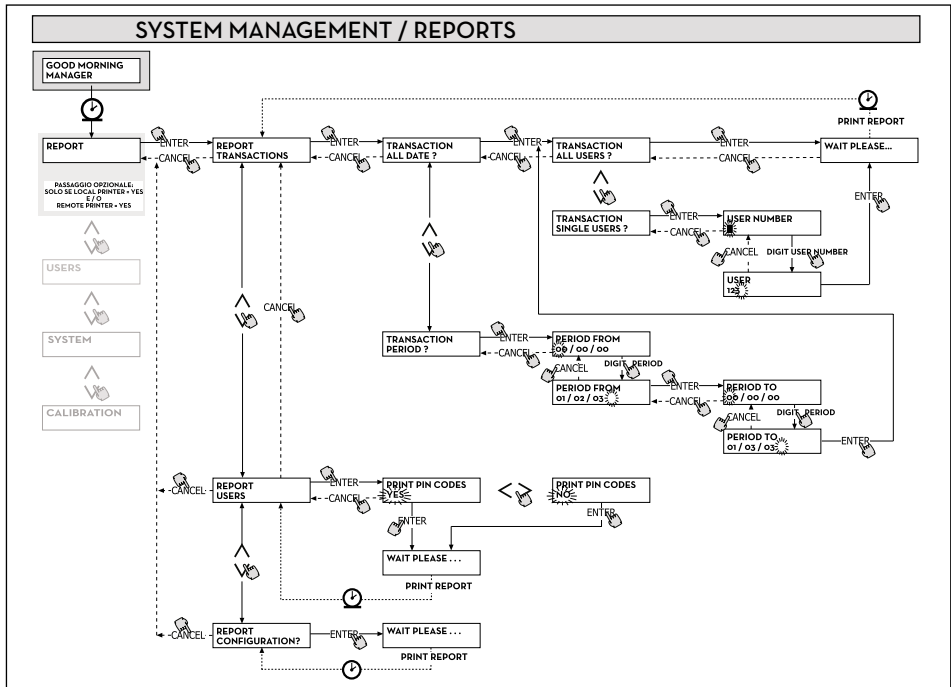 SYSTEM MANAGEMENT / REPORTS
GOOD MORNING
MANAGER
PRINT REPORT
REPORT
ENTER
CANCEL
REPORT
TRANSACTIONS
ENTER
CANCEL
TRANSACTION
ALL DATE ?
ENTER
CANCEL
TRANSACTION
ALL USERS ?
ENTER
CANCEL
WAIT PLEASE...
PASSAGGIO OPZIONALE:
SOLO SE LOCAL PRINTER = YES
E / O
REMOTE PRINTER = YES
ENTER
TRANSACTION
SINGLE USERS ?
ENTER
CANCEL
USER NUMBER
CANCEL
DIGIT USER NUMBER
USERS
USER
123
CANCEL
SYSTEM
TRANSACTION
PERIOD ?
ENTER
CANCEL
PERIOD FROM
00 / 00 / 00
CANCEL
DIGIT PERIOD
PERIOD FROM
01 / 02 / 03
ENTER
CANCEL
PERIOD TO
00 / 00 / 00
CALIBRATION
CANCEL
DIGIT PERIOD
PERIOD TO
01 / 03 / 03
ENTER
CANCEL
REPORT
USERS
ENTER
CANCEL
PRINT PIN CODES
YES
< >
PRINT PIN CODES
NO
ENTER
ENTER
WAIT PLEASE . . .
PRINT REPORT
CANCEL
REPORT
CONFIGURATION?
ENTER
WAIT PLEASE . . .
PRINT REPORT